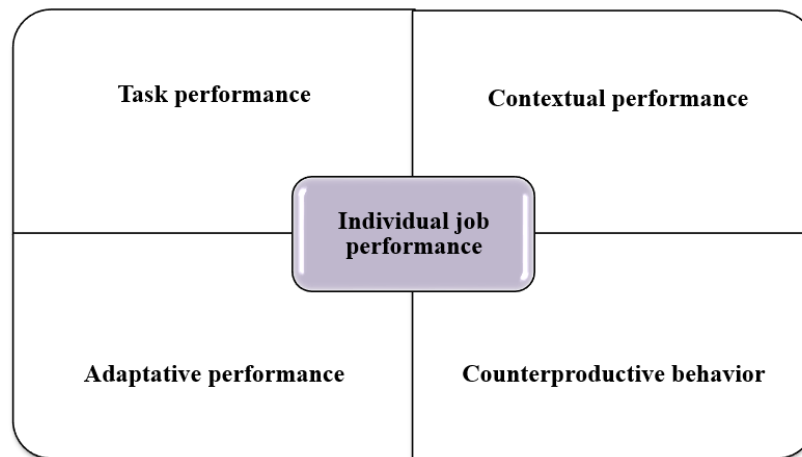 Task performance
Contextual performance
Individual job
performance
Adaptative performance
Counterproductive behavior